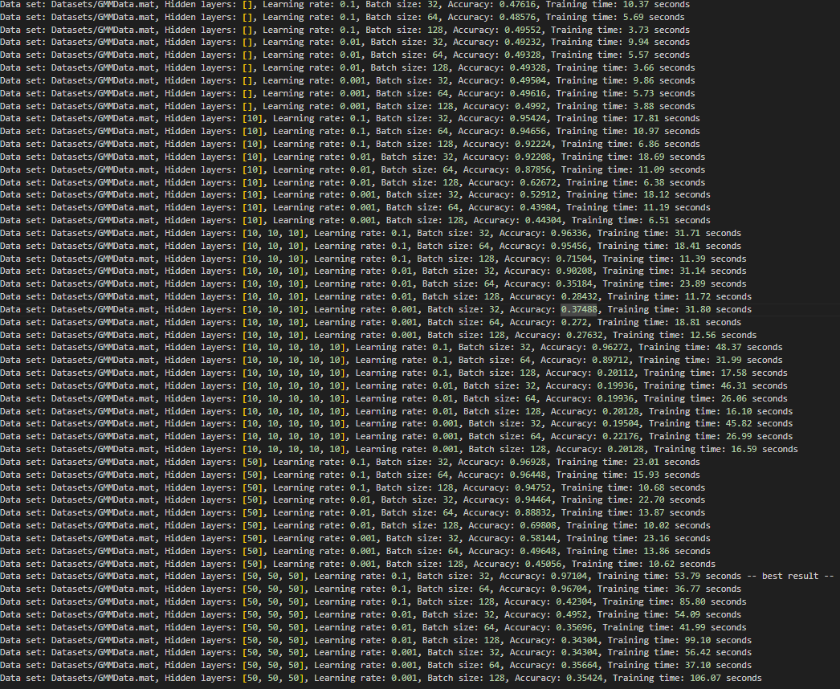 Data set: Datasets/GMMData.mat, Hidden layers: [], Learning rate: 0.1, Batch size: 32, Accuracy: 0.47616, Training time: 10.37 seconds
Data set: Datasets/GMMData.mat, Hidden layers: [], Learning rate: 0.1, Batch size: 64, Accuracy: 0.48576, Training time: 5.69 seconds
Data set: Datasets/GMMData.mat, Hidden layers: [], Learning rate: 0.1, Batch size: 128, Accuracy: 0.49552, Training time: 3.73 seconds
Data set: Datasets/GMMData.mat, Hidden layers: [], Learning rate: 0.01, Batch size: 32, Accuracy: 0.49232, Training time: 9.94 seconds
Data set: Datasets/GMMData.mat, Hidden layers: [], Learning rate: 0.01, Batch size: 64, Accuracy: 0.49328, Training time: 5.57 seconds
Data set: Datasets/GMMData.mat, Hidden layers: [], Learning rate: 0.01, Batch size: 128, Accuracy: 0.49328, Training time: 3.66 seconds
Data set: Datasets/GMMData.mat, Hidden layers: [], Learning rate: 0.001, Batch size: 32, Accuracy: 0.49504, Training time: 9.86 seconds
Data set: Datasets/GMMData.mat, Hidden layers: [], Learning rate: 0.001, Batch size: 64, Accuracy: 0.49616, Training time: 5.73 seconds
Data set: Datasets/GMMData.mat, Hidden layers: [], Learning rate: 0.001, Batch size: 128, Accuracy: 0.4992, Training time: 3.88 seconds
Data set: Datasets/GMMData.mat, Hidden layers: [10], Learning rate: 0.1, Batch size: 32, Accuracy: 0.95424, Training time: 17.81 seconds
Data set: Datasets/GMMData.mat, Hidden layers: [10], Learning rate: 0.1, Batch size: 64, Accuracy: 0.94656, Training time: 10.97 seconds
Data set: Datasets/GMMData.mat, Hidden layers: [10], Learning rate: 0.1, Batch size: 128, Accuracy: 0.92224, Training time: 6.86 seconds
Data set: Datasets/GMMData.mat, Hidden layers: [10], Learning rate: 0.01, Batch size: 32, Accuracy: 0.92208, Training time: 18.69 seconds
Data set: Datasets/GMMData.mat, Hidden layers: [10], Learning rate: 0.01, Batch size: 64, Accuracy: 0.87856, Training time: 11.09 seconds
Data set: Datasets/GMMData.mat, Hidden layers: [10], Learning rate: 0.01, Batch size: 128, Accuracy: 0.62672, Training time: 6.38 seconds
Data set: Datasets/GMMData.mat, Hidden layers: [10], Learning rate: 0.001, Batch size: 32, Accuracy: 0.52912, Training time: 18.12 seconds
Data set: Datasets/GMMData.mat, Hidden layers: [10], Learning rate: 0.001, Batch size: 64, Accuracy: 0.43984, Training time: 11.19 seconds
Data set: Datasets/GMMData.mat, Hidden layers: [10], Learning rate: 0.001, Batch size: 128, Accuracy: 0.44304, Training time: 6.51 seconds
Data set: Datasets/GMMData.mat, Hidden layers: [10, 10, 10], Learning rate: 0.1, Batch size: 32, Accuracy: 0.96336, Training time: 31.71 seconds
Data set: Datasets/GMMData.mat, Hidden layers: [10, 10, 10], Learning rate: 0.1, Batch size: 64, Accuracy: 0.95456, Training time: 18.41 seconds
Data set: Datasets/GMMData.mat, Hidden layers: [10, 10, 10], Learning rate: 0.1, Batch size: 128, Accuracy: 0.71504, Training time: 11.39 seconds
Data set: Datasets/GMMData.mat, Hidden layers: [10, 10, 10], Learning rate: 0.01, Batch size: 32, Accuracy: 0.90208, Training time: 31.14 seconds
Data set: Datasets/GMMData.mat, Hidden layers: [10, 10, 10], Learning rate: 0.01, Batch size: 64, Accuracy: 0.35184, Training time: 23.89 seconds
Data set: Datasets/GMMData.mat, Hidden layers: [10, 10, 10], Learning rate: 0.01, Batch size: 128, Accuracy: 0.28432, Training time: 11.72 seconds
Data set: Datasets/GMMData.mat, Hidden layers: [10, 10, 10], Learning rate: 0.001, Batch size: 32, Accuracy: 0.37488, Training time: 31.80 seconds
Data set: Datasets/GMMData.mat, Hidden layers: [10, 10, 10], Learning rate: 0.001, Batch size: 64, Accuracy: 0.272, Training time: 18.81 seconds
Data set: Datasets/GMMData.mat, Hidden layers: [10, 10, 10], Learning rate: 0.001, Batch size: 128, Accuracy: 0.27632, Training time: 12.56 seconds
Data set: Datasets/GMMData.mat, Hidden layers: [10, 10, 10, 10, 10], Learning rate: 0.1, Batch size: 32, Accuracy: 0.96272, Training time: 48.37 seconds
Data set: Datasets/GMMData.mat, Hidden layers: [10, 10, 10, 10, 10], Learning rate: 0.1, Batch size: 64, Accuracy: 0.89712, Training time: 31.99 seconds
Data set: Datasets/GMMData.mat, Hidden layers: [10, 10, 10, 10, 10], Learning rate: 0.1, Batch size: 128, Accuracy: 0.20112, Training time: 17.58 seconds
Data set: Datasets/GMMData.mat, Hidden layers: [10, 10, 10, 10, 10], Learning rate: 0.01, Batch size: 32, Accuracy: 0.19936, Training time: 46.31 seconds
Data set: Datasets/GMMData.mat, Hidden layers: [10, 10, 10, 10, 10], Learning rate: 0.01, Batch size: 64, Accuracy: 0.19936, Training time: 26.06 seconds
Data set: Datasets/GMMData.mat, Hidden layers: [10, 10, 10, 10, 10], Learning rate: 0.01, Batch size: 128, Accuracy: 0.20128, Training time: 16.10 seconds
Data set: Datasets/GMMData.mat, Hidden layers: [10, 10, 10, 10, 10], Learning rate: 0.001, Batch size: 32, Accuracy: 0.19504, Training time: 45.82 seconds
Data set: Datasets/GMMData.mat, Hidden layers: [10, 10, 10, 10, 10], Learning rate: 0.001, Batch size: 64, Accuracy: 0.22176, Training time: 26.99 seconds
Data set: Datasets/GMMData.mat, Hidden layers: [10, 10, 10, 10, 10], Learning rate: 0.001, Batch size: 128, Accuracy: 0.20128, Training time: 16.59 seconds
Data set: Datasets/GMMData.mat, Hidden layers: [50], Learning rate: 0.1, Batch size: 32, Accuracy: 0.96928, Training time: 23.01 seconds
Data set: Datasets/GMMData.mat, Hidden layers: [50], Learning rate: 0.1, Batch size: 64, Accuracy: 0.96448, Training time: 15.93 seconds
Data set: Datasets/GMMData.mat, Hidden layers: [50], Learning rate: 0.1, Batch size: 128, Accuracy: 0.94752, Training time: 10.68 seconds
Data set: Datasets/GMMData.mat, Hidden layers: [50], Learning rate: 0.01, Batch size: 32, Accuracy: 0.94464, Training time: 22.70 seconds
Data set: Datasets/GMMData.mat, Hidden layers: [50], Learning rate: 0.01, Batch size: 64, Accuracy: 0.88832, Training time: 13.87 seconds
Data set: Datasets/GMMData.mat, Hidden layers: [50], Learning rate: 0.01, Batch size: 128, Accuracy: 0.69808, Training time: 10.02 seconds
Data set: Datasets/GMMData.mat, Hidden layers: [50], Learning rate: 0.001, Batch size: 32, Accuracy: 0.58144, Training time: 23.16 seconds
Data set: Datasets/GMMData.mat, Hidden layers: [50], Learning rate: 0.001, Batch size: 64, Accuracy: 0.49648, Training time: 13.86 seconds
Data set: Datasets/GMMData.mat, Hidden layers: [50], Learning rate: 0.001, Batch size: 128, Accuracy: 0.45056, Training time: 10.62 seconds
Data set: Datasets/GMMData.mat, Hidden layers: [50, 50, 50], Learning rate: 0.1, Batch size: 32, Accuracy: 0.97104, Training time: 53.79 seconds -- best result --
Data set: Datasets/GMMData.mat, Hidden layers: [50, 50, 50], Learning rate: 0.1, Batch size: 64, Accuracy: 0.96704, Training time: 36.77 seconds
Data set: Datasets/GMMData.mat, Hidden layers: [50, 50, 50], Learning rate: 0.1, Batch size: 128, Accuracy: 0.42304, Training time: 85.80 seconds
Data set: Datasets/GMMData.mat, Hidden layers: [50, 50, 50], Learning rate: 0.01, Batch size: 32, Accuracy: 0.4952, Training time: 54.09 seconds
Data set: Datasets/GMMData.mat, Hidden layers: [50, 50, 50], Learning rate: 0.01, Batch size: 64, Accuracy: 0.35696, Training time: 41.99 seconds
Data set: Datasets/GMMData.mat, Hidden layers: [50, 50, 50], Learning rate: 0.01, Batch size: 128, Accuracy: 0.34304, Training time: 99.10 seconds
Data set: Datasets/GMMData.mat, Hidden layers: [50, 50, 50], Learning rate: 0.001, Batch size: 32, Accuracy: 0.34304, Training time: 56.42 seconds
Data set: Datasets/GMMData.mat, Hidden layers: [50, 50, 50], Learning rate: 0.001, Batch size: 64, Accuracy: 0.35664, Training time: 37.10 seconds
Data set: Datasets/GMMData.mat, Hidden layers: [50, 50, 50], Learning rate: 0.001, Batch size: 128, Accuracy: 0.35424, Training time: 106.07 seconds